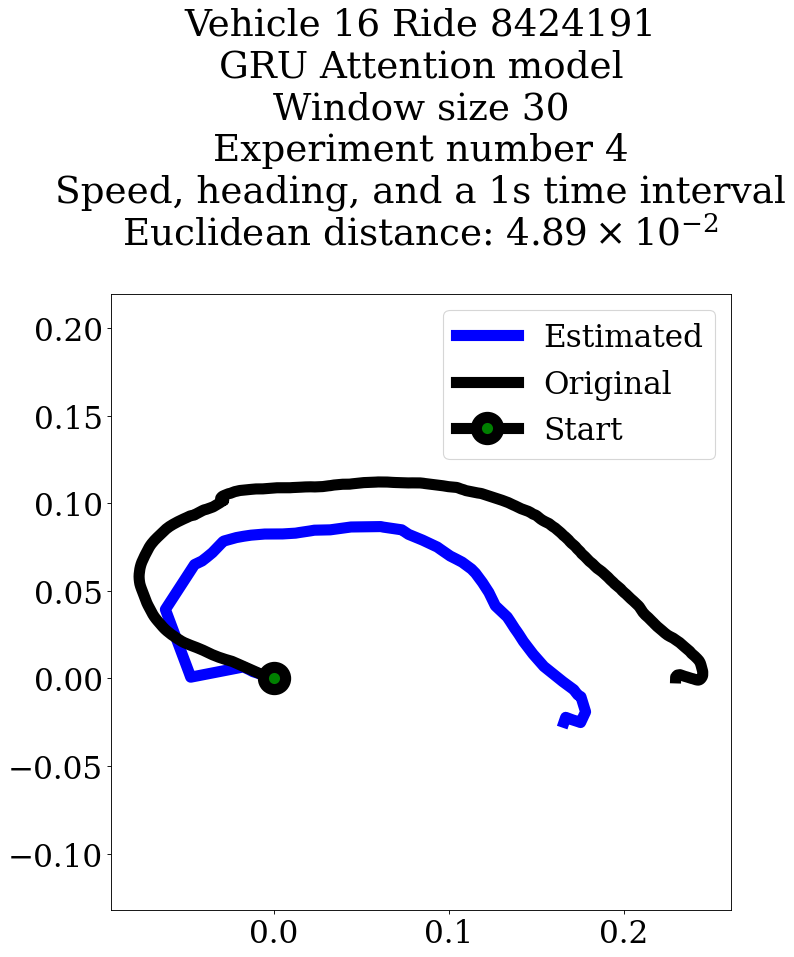 Vehicle 16 Ride 8424191
GRU Attention model
Window size 30
Experiment number 4
Speed, heading, and a 1s time interval
Euclidean distance: 4.89 × 10⁻²
Estimated
Original
Start
0.20
0.15
0.10
0.05
0.00
−0.05
−0.10
0.0 0.1 0.2